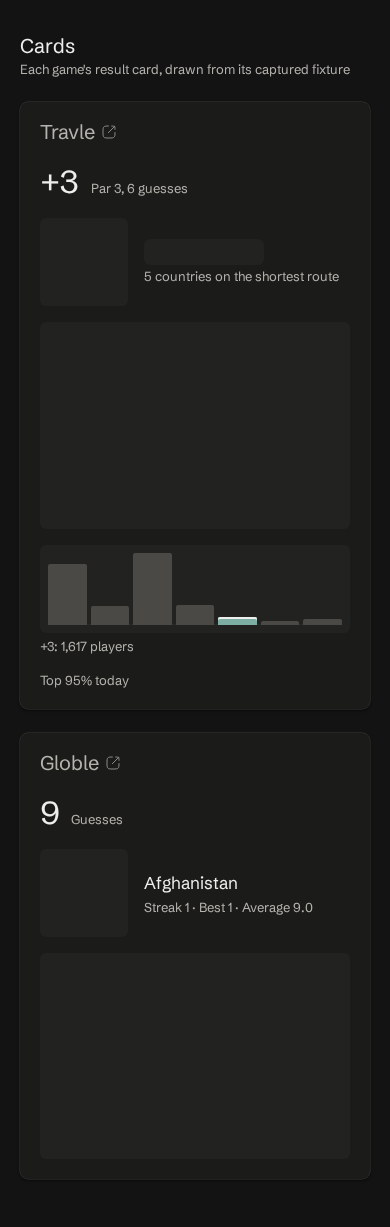 Cards
Each game's result card, drawn from its captured fixture
Travle
+3 Par 3, 6 guesses
5 countries on the shortest route
+3: 1,617 players
Top 95% today
Globle
9 Guesses
Afghanistan
Streak 1 · Best 1 · Average 9.0